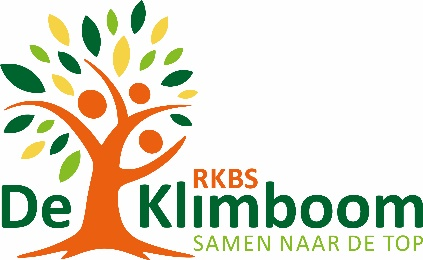 RKBS
De Klimboom
SAMEN NAAR DE TOP